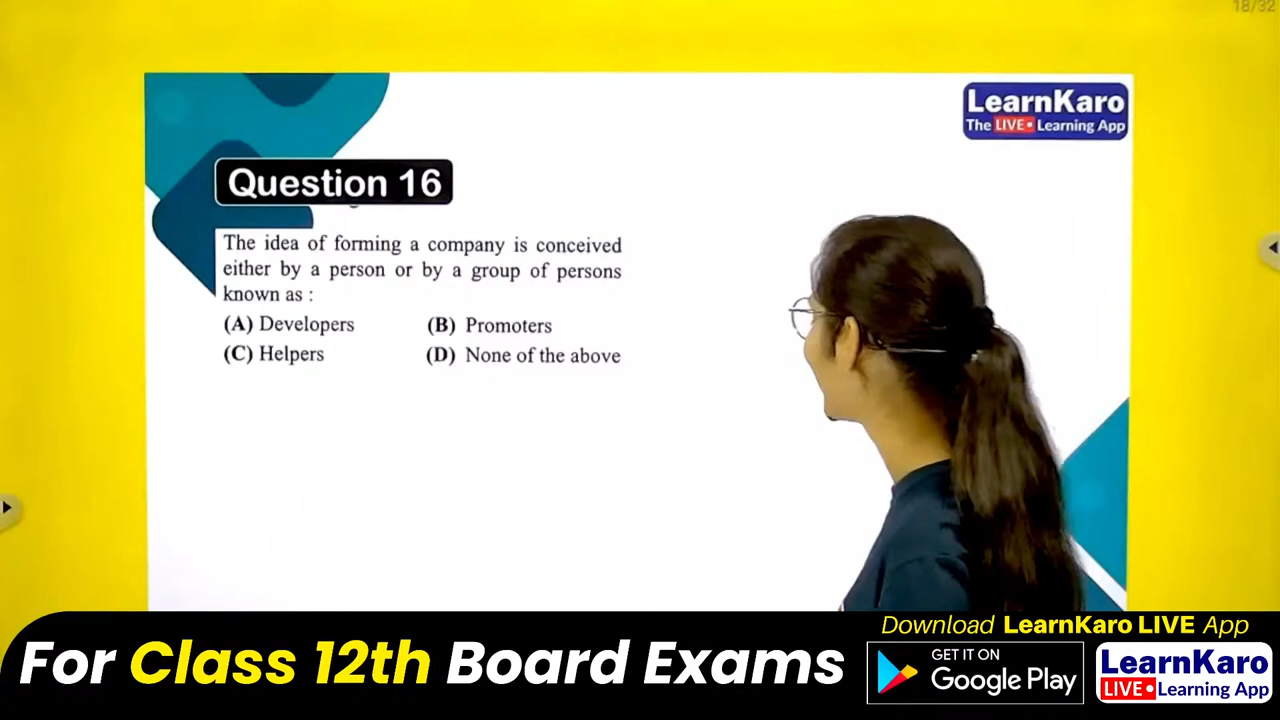 18/32
LearnKaro
The LIVE • Learning App
Question 16
The idea of forming a company is conceived
either by a person or by a group of persons
known as :
(A) Developers (B) Promoters
(C) Helpers (D) None of the above
For Class 12th Board Exams
Download LearnKaro LIVE App
GET IT ON
Google Play
LearnKaro
LIVE • Learning App